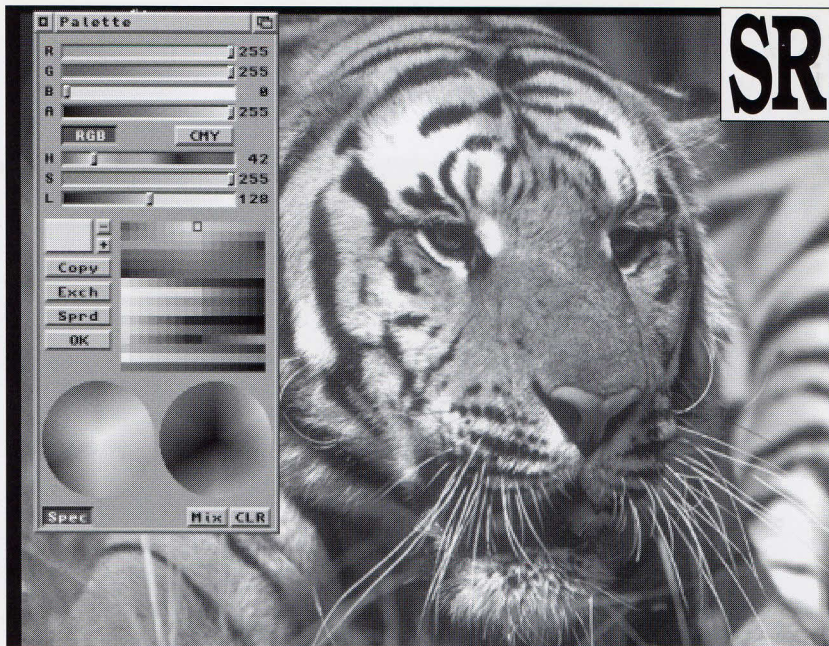 Palette
R 255
G 255
B 0
A 255
RGB CMY
H 42
S 255
L 128
-
+
Copy
Exch
Sprd
OK
Spec Mix CLR
SR